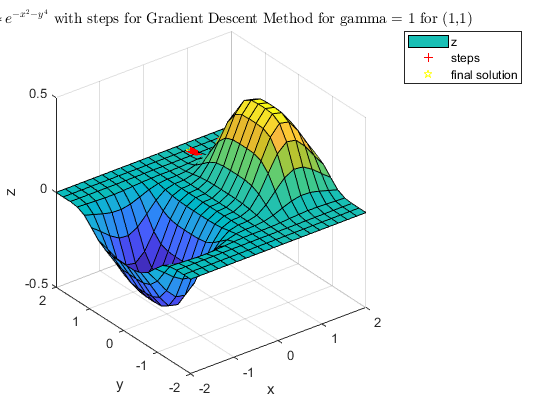 e^{-x^2-y^4} with steps for Gradient Descent Method for gamma = 1 for (1,1)
z
steps
final solution
0.5
0
-0.5
z
2
1
0
-1
-2
y
-2
-1
0
1
2
x